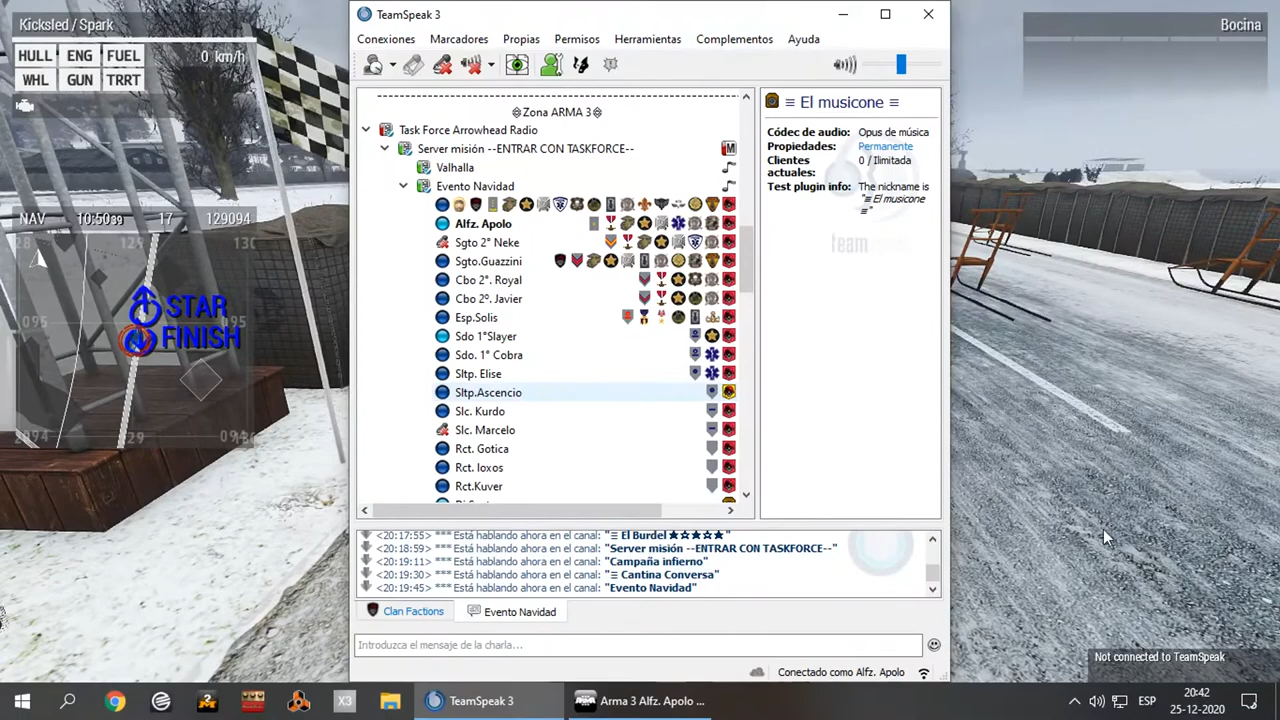 Kicksled / Spark
HULL ENG FUEL
0 km/h
WHL GUN TRRT
NAV 10:50:39 17 129094
STAR
FINISH
095
095
TeamSpeak 3
Conexiones Marcadores Propias Permisos Herramientas Complementos Ayuda
◊Zona ARMA 3◊
Task Force Arrowhead Radio
Server misión --ENTRAR CON TASKFORCE--
Valhalla
Evento Navidad
Alfz. Apolo
Sgto 2° Neke
Sgto.Guazzini
Cbo 2°. Royal
Cbo 2º. Javier
Esp.Solis
Sdo 1°Slayer
Sdo. 1° Cobra
Sltp. Elise
Sltp.Ascencio
Slc. Kurdo
Slc. Marcelo
Rct. Gotica
Rct. Ioxos
Rct.Kuver
≡ El musicone ≡
Códec de audio: Opus de música
Propiedades: Permanente
Clientes actuales: 0 / Ilimitada
Test plugin info: The nickname is
"≡ El musicone
≡"
<20:17:55> *** Está hablando ahora en el canal: "≡ El Burdel ★☆★☆★"
<20:18:59> *** Está hablando ahora en el canal: "Server misión --ENTRAR CON TASKFORCE--"
<20:19:11> *** Está hablando ahora en el canal: "Campaña infierno"
<20:19:30> *** Está hablando ahora en el canal: "≡ Cantina Conversa"
<20:19:45> *** Está hablando ahora en el canal: "Evento Navidad"
Clan Factions
Evento Navidad
Introduzca el mensaje de la charla...
Conectado como Alfz. Apolo
Bocina
Not connected to TeamSpeak
TeamSpeak 3
Arma 3 Alfz. Apolo ...
X3
ESP
20:42
25-12-2020